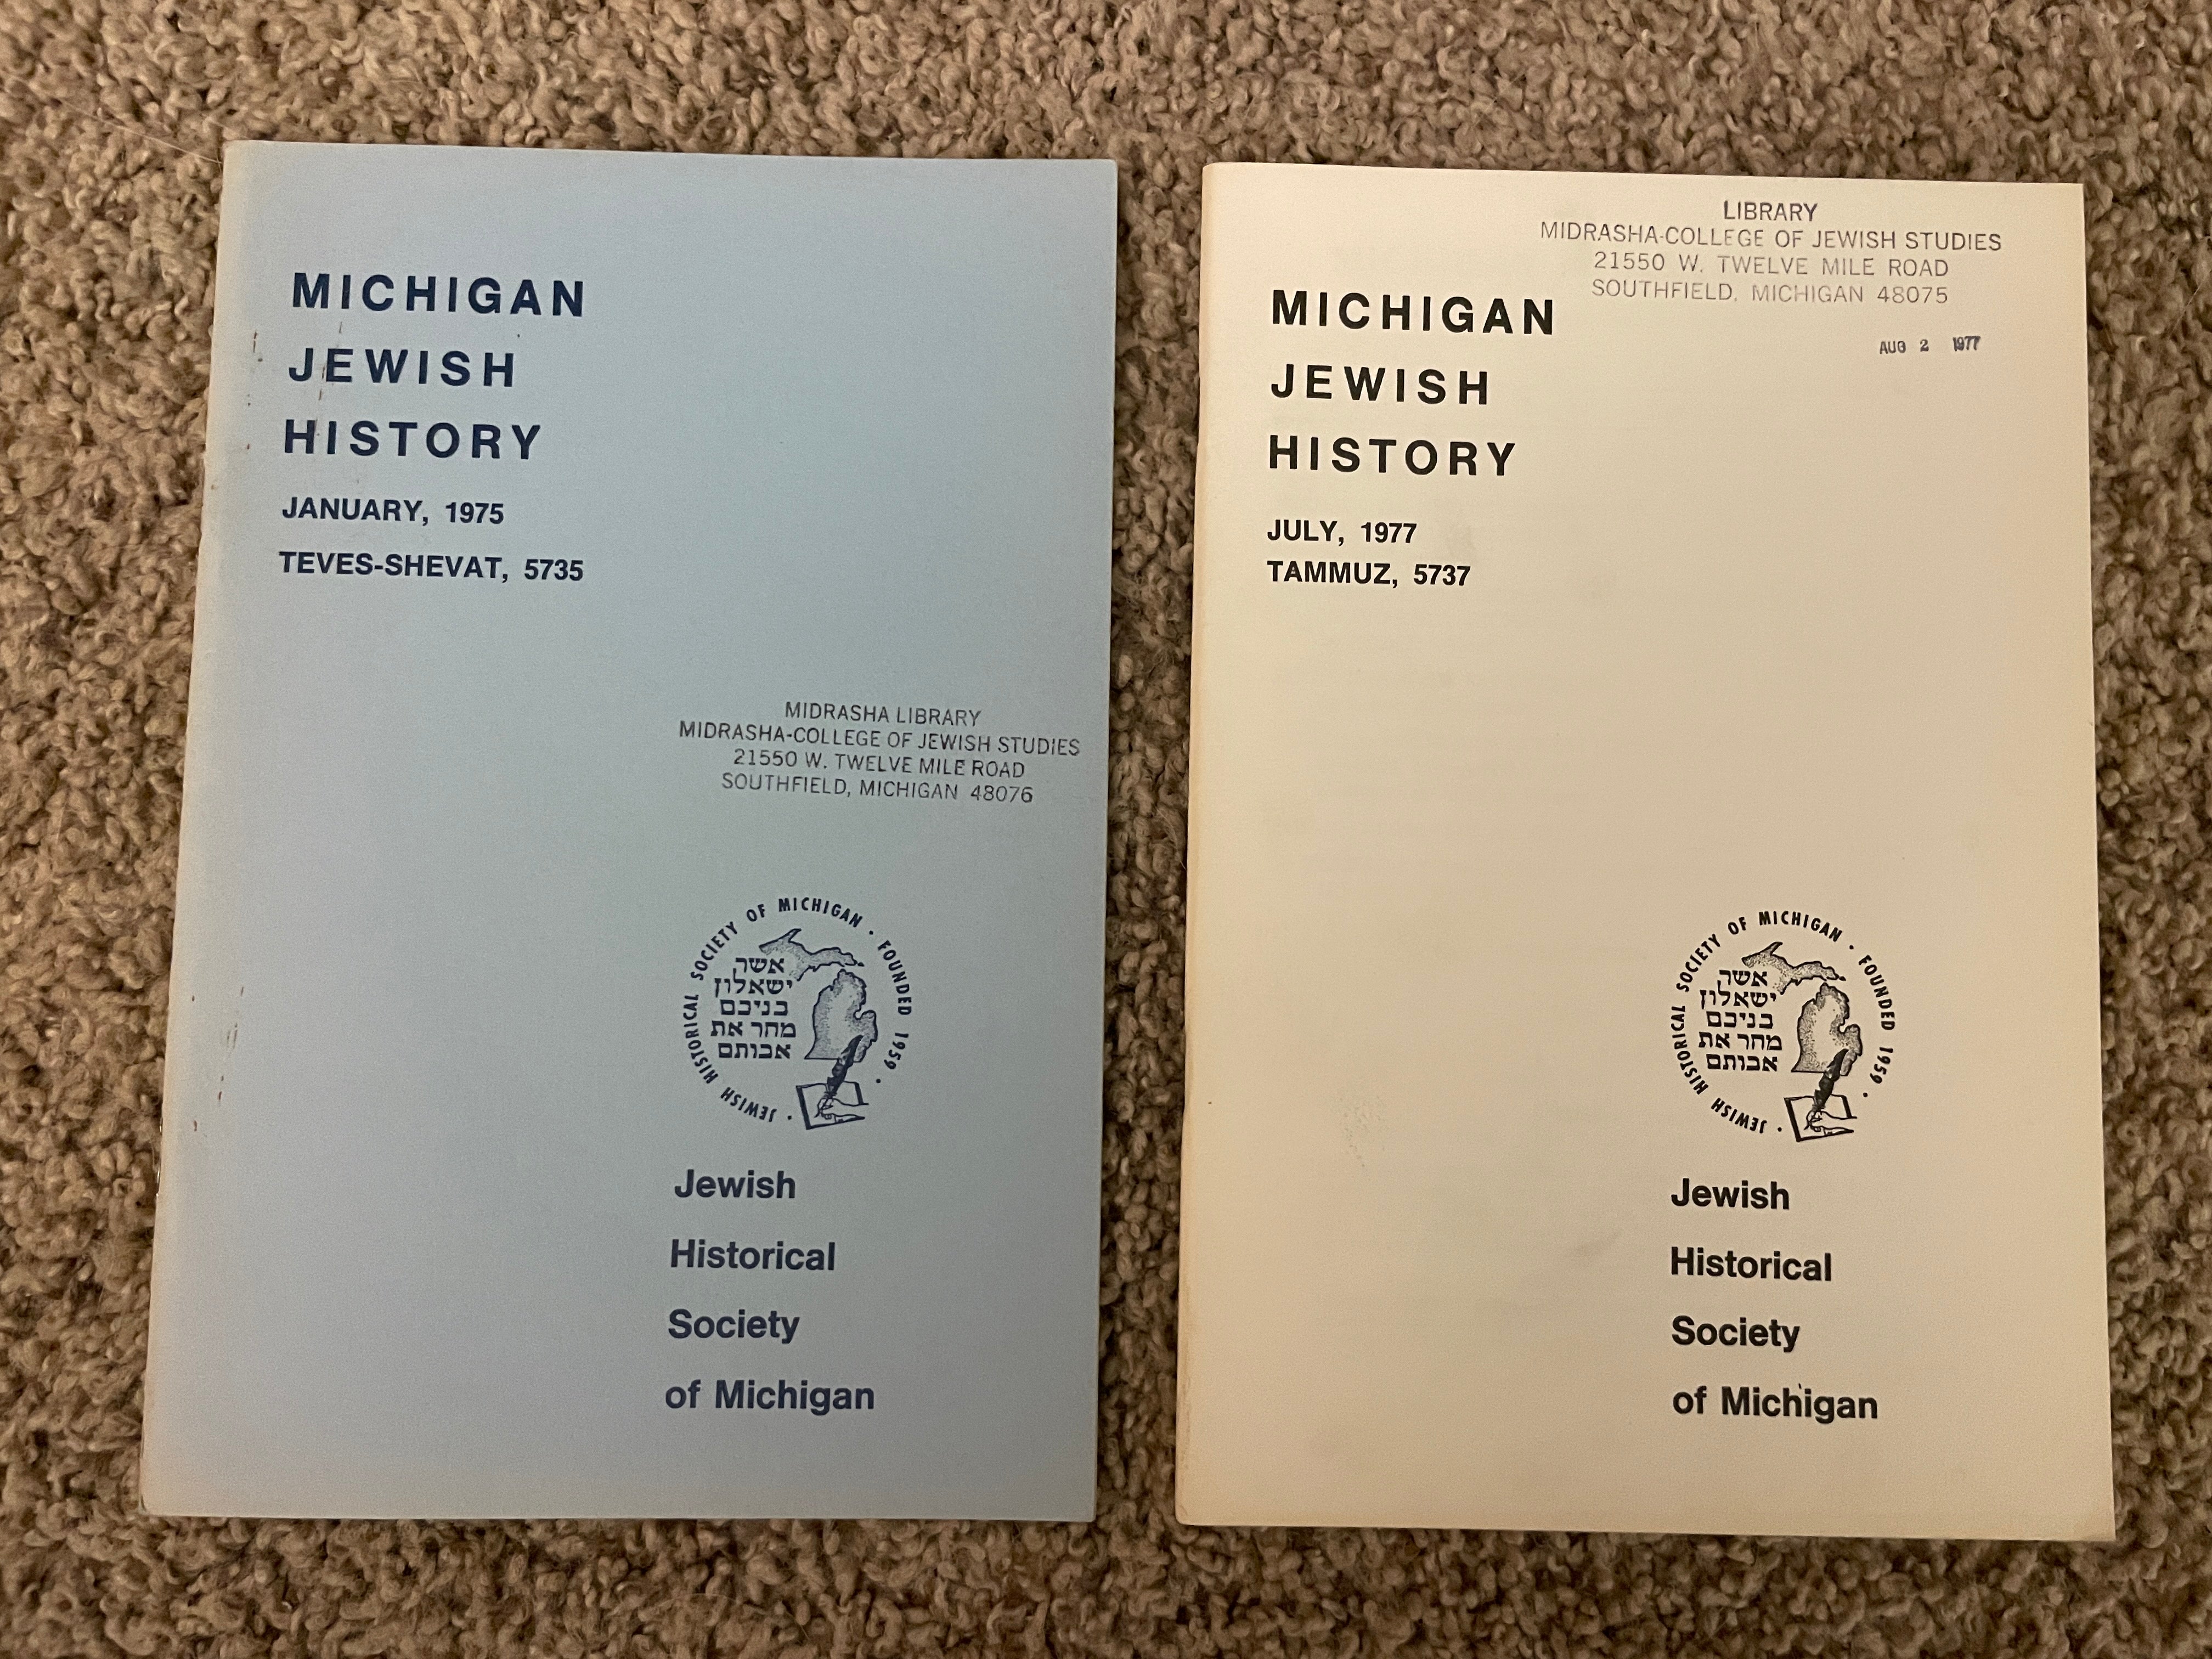 MICHIGAN
JEWISH
HISTORY
JANUARY, 1975
TEVES-SHEVAT, 5735
MIDRASHA LIBRARY
MIDRASHA-COLLEGE OF JEWISH STUDIES
21550 W. TWELVE MILE ROAD
SOUTHFIELD, MICHIGAN 48076
JEWISH HISTORICAL SOCIETY OF MICHIGAN · FOUNDED 1959 ·
אשר
ישאלון
בניכם
מחר את
אבותם
Jewish
Historical
Society
of Michigan
LIBRARY
MIDRASHA-COLLEGE OF JEWISH STUDIES
21550 W. TWELVE MILE ROAD
SOUTHFIELD, MICHIGAN 48075
AUG 2 1977
MICHIGAN
JEWISH
HISTORY
JULY, 1977
TAMMUZ, 5737
JEWISH HISTORICAL SOCIETY OF MICHIGAN · FOUNDED 1959 ·
אשר
ישאלון
בניכם
מחר את
אבותם
Jewish
Historical
Society
of Michigan